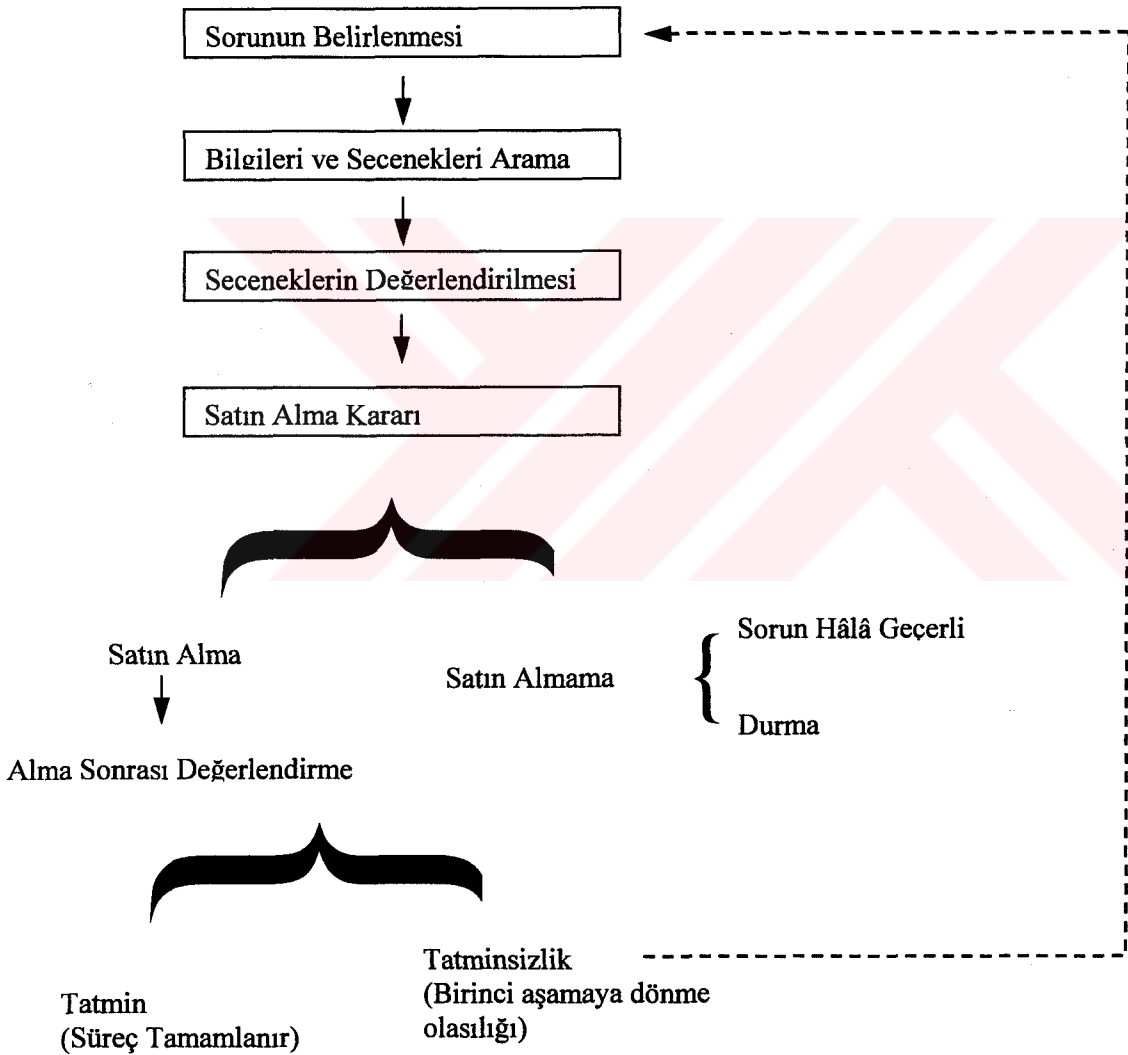 Sorunun Belirlenmesi
Bilgileri ve Secenekleri Arama
Seceneklerin Değerlendirilmesi
Satın Alma Kararı
Satın Alma
Satın Almama
Sorun Hâlâ Geçerli
Durma
Alma Sonrası Değerlendirme
Tatmin
(Süreç Tamamlanır)
Tatminsizlik
(Birinci aşamaya dönme
olasılığı)